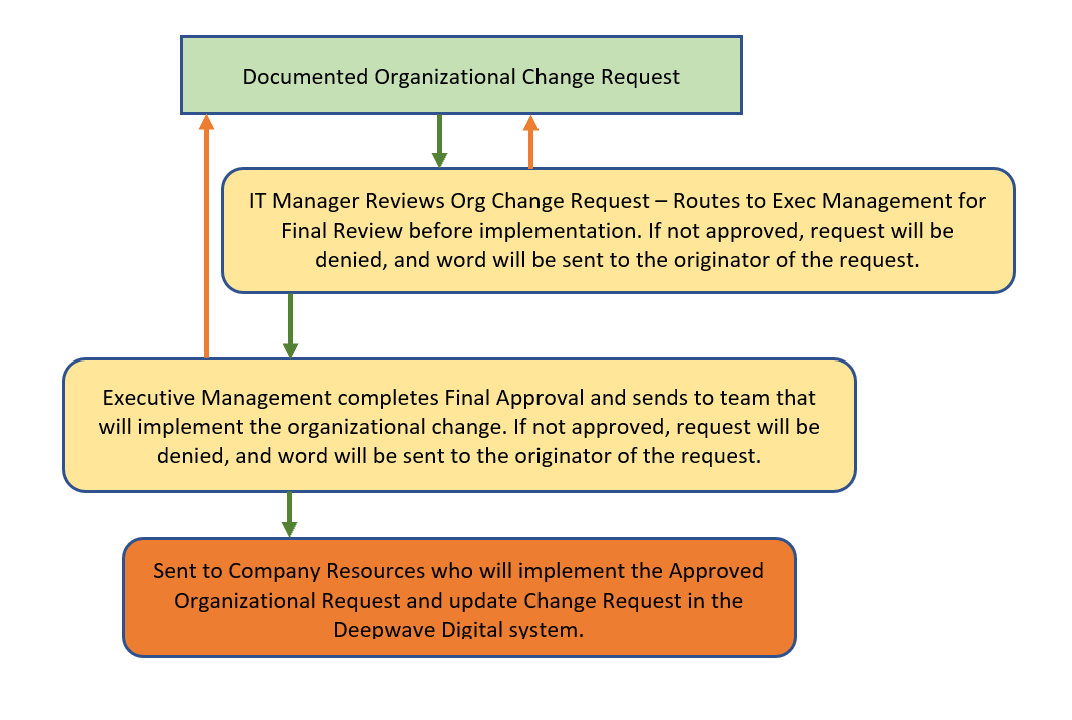 Documented Organizational Change Request
IT Manager Reviews Org Change Request – Routes to Exec Management for
Final Review before implementation. If not approved, request will be
denied, and word will be sent to the originator of the request.
Executive Management completes Final Approval and sends to team that
will implement the organizational change. If not approved, request will be
denied, and word will be sent to the originator of the request.
Sent to Company Resources who will implement the Approved
Organizational Request and update Change Request in the
Deepwave Digital system.